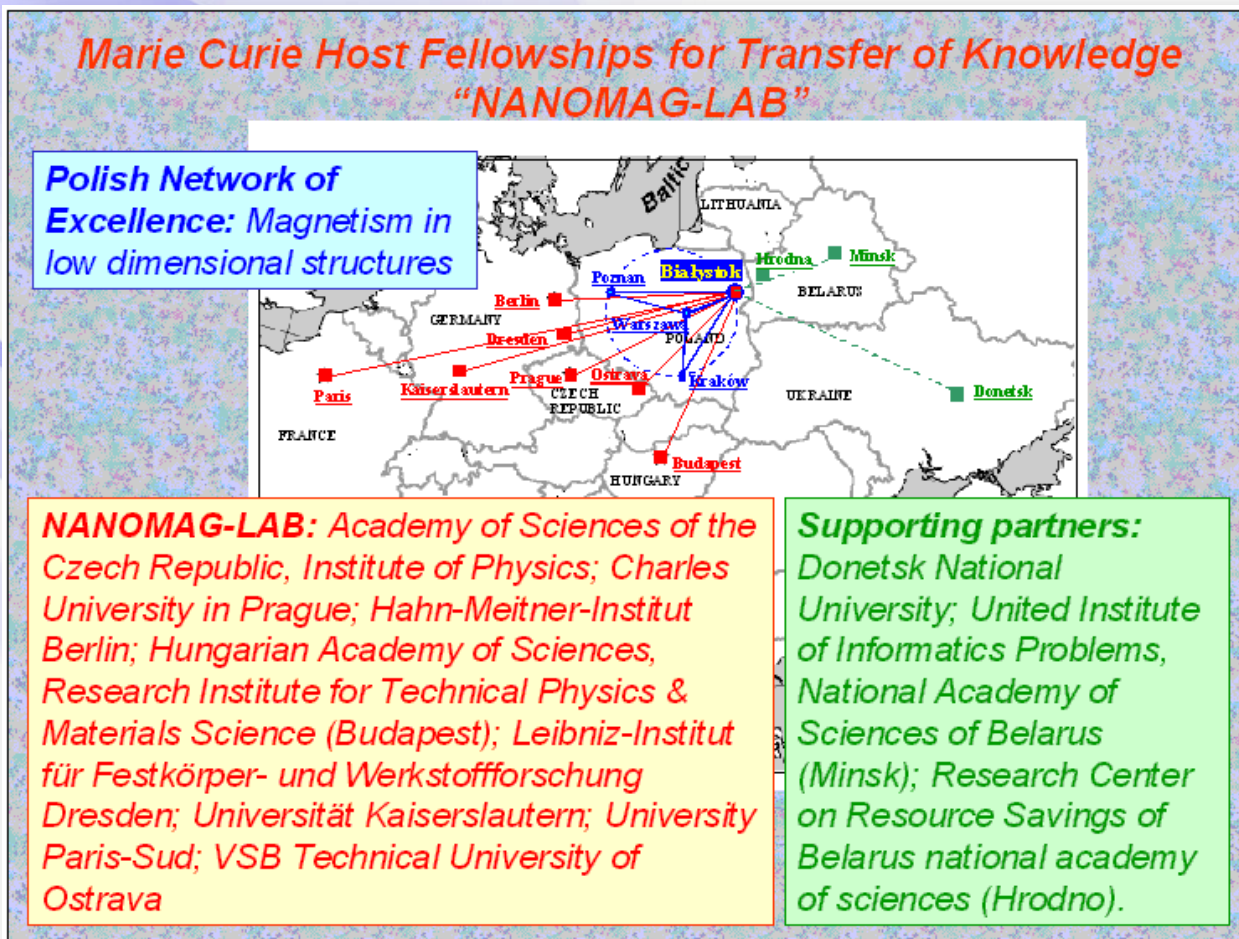 Marie Curie Host Fellowships for Transfer of Knowledge
“NANOMAG-LAB”
Polish Network of
Excellence: Magnetism in
low dimensional structures
Baltic
LITHUANIA
Hrodna
Minsk
Białystok
Poznan
BELARUS
Berlin
GERMANY
Warszawa
Dresden
POLAND
Paris
Kaiserslautern
Prague
Ostrava
Kraków
CZECH
REPUBLIC
UKRAINE
Donetsk
FRANCE
Budapest
HUNGARY
NANOMAG-LAB: Academy of Sciences of the
Czech Republic, Institute of Physics; Charles
University in Prague; Hahn-Meitner-Institut
Berlin; Hungarian Academy of Sciences,
Research Institute for Technical Physics &
Materials Science (Budapest); Leibniz-Institut
für Festkörper- und Werkstoffforschung
Dresden; Universität Kaiserslautern; University
Paris-Sud; VSB Technical University of
Ostrava
Supporting partners:
Donetsk National
University; United Institute
of Informatics Problems,
National Academy of
Sciences of Belarus
(Minsk); Research Center
on Resource Savings of
Belarus national academy
of sciences (Hrodno).